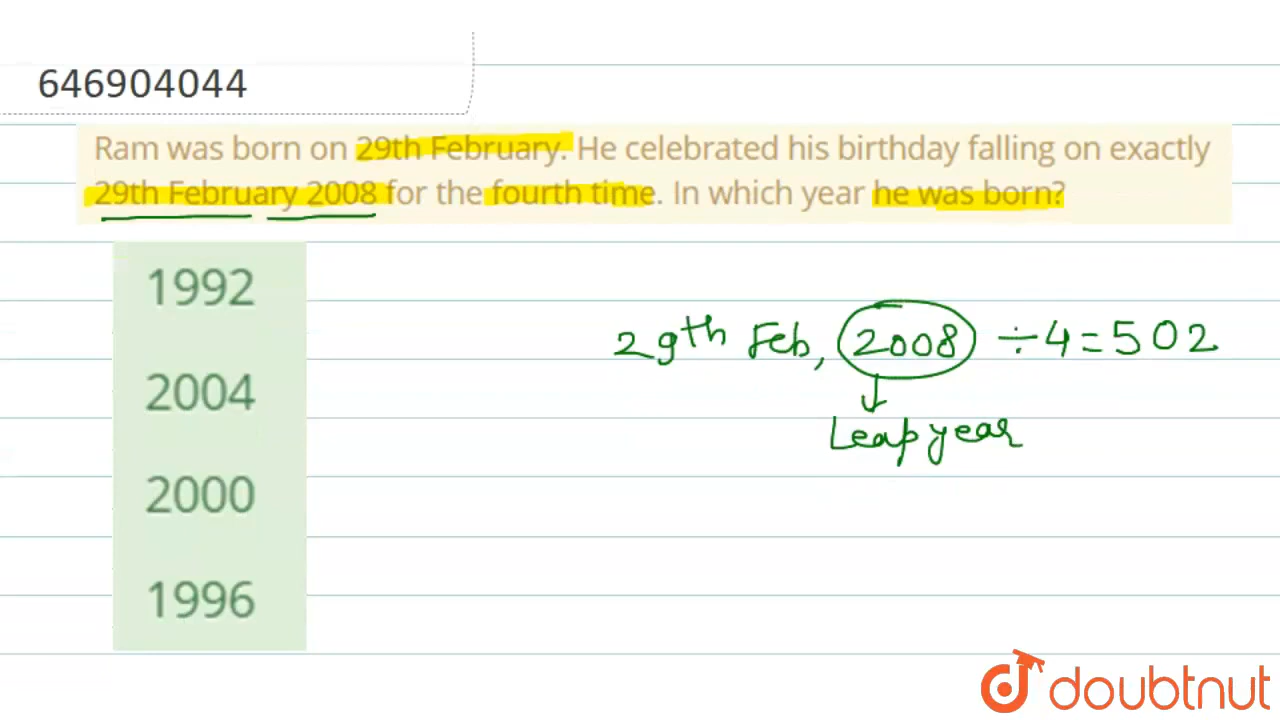 646904044
Ram was born on 29th February. He celebrated his birthday falling on exactly
29th February 2008 for the fourth time. In which year he was born?
1992
2004
2000
1996
29th Feb, 2008 ÷ 4 = 502
Leap year
doubtnut